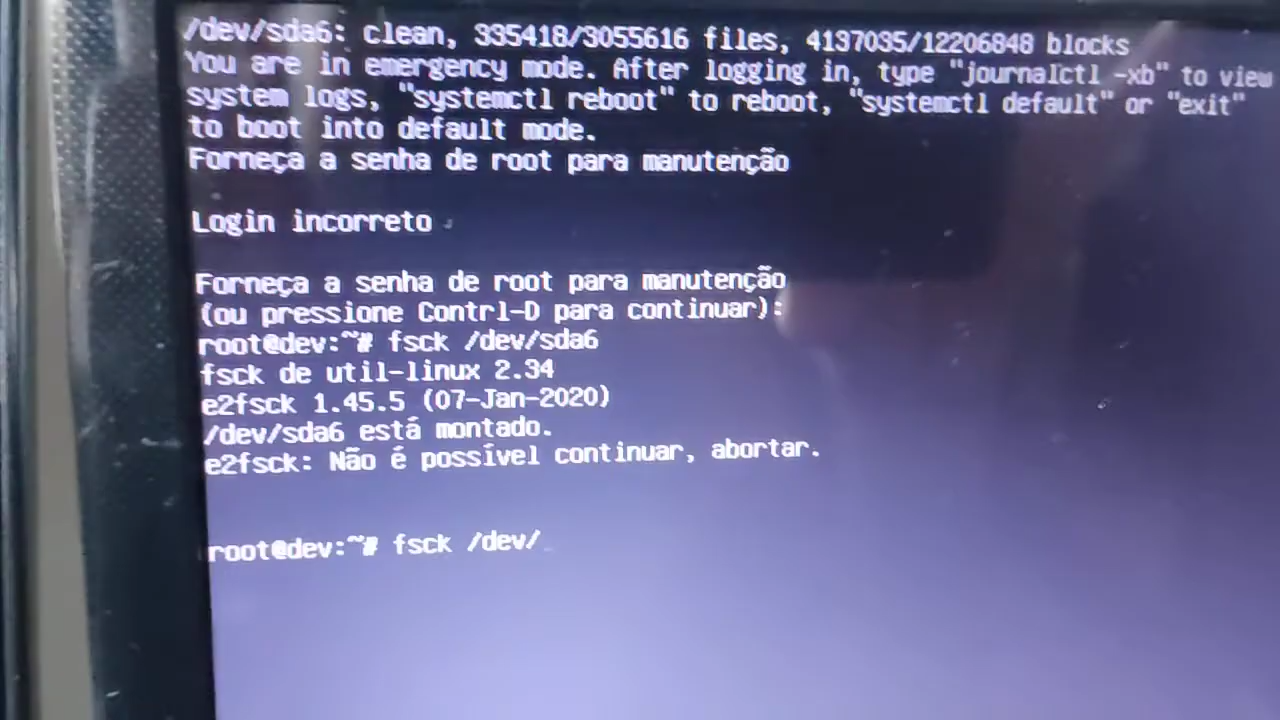 /dev/sda6: clean, 335418/3055616 files, 4137035/12206848 blocks
You are in emergency mode. After logging in, type "journalctl -xb" to view
system logs, "systemctl reboot" to reboot, "systemctl default" or "exit"
to boot into default mode.
Forneça a senha de root para manutenção
Login incorreto
Forneça a senha de root para manutenção
(ou pressione Contrl-D para continuar):
root@dev:~# fsck /dev/sda6
fsck de util-linux 2.34
e2fsck 1.45.5 (07-Jan-2020)
/dev/sda6 está montado.
e2fsck: Não é possível continuar, abortar.
root@dev:~# fsck /dev/